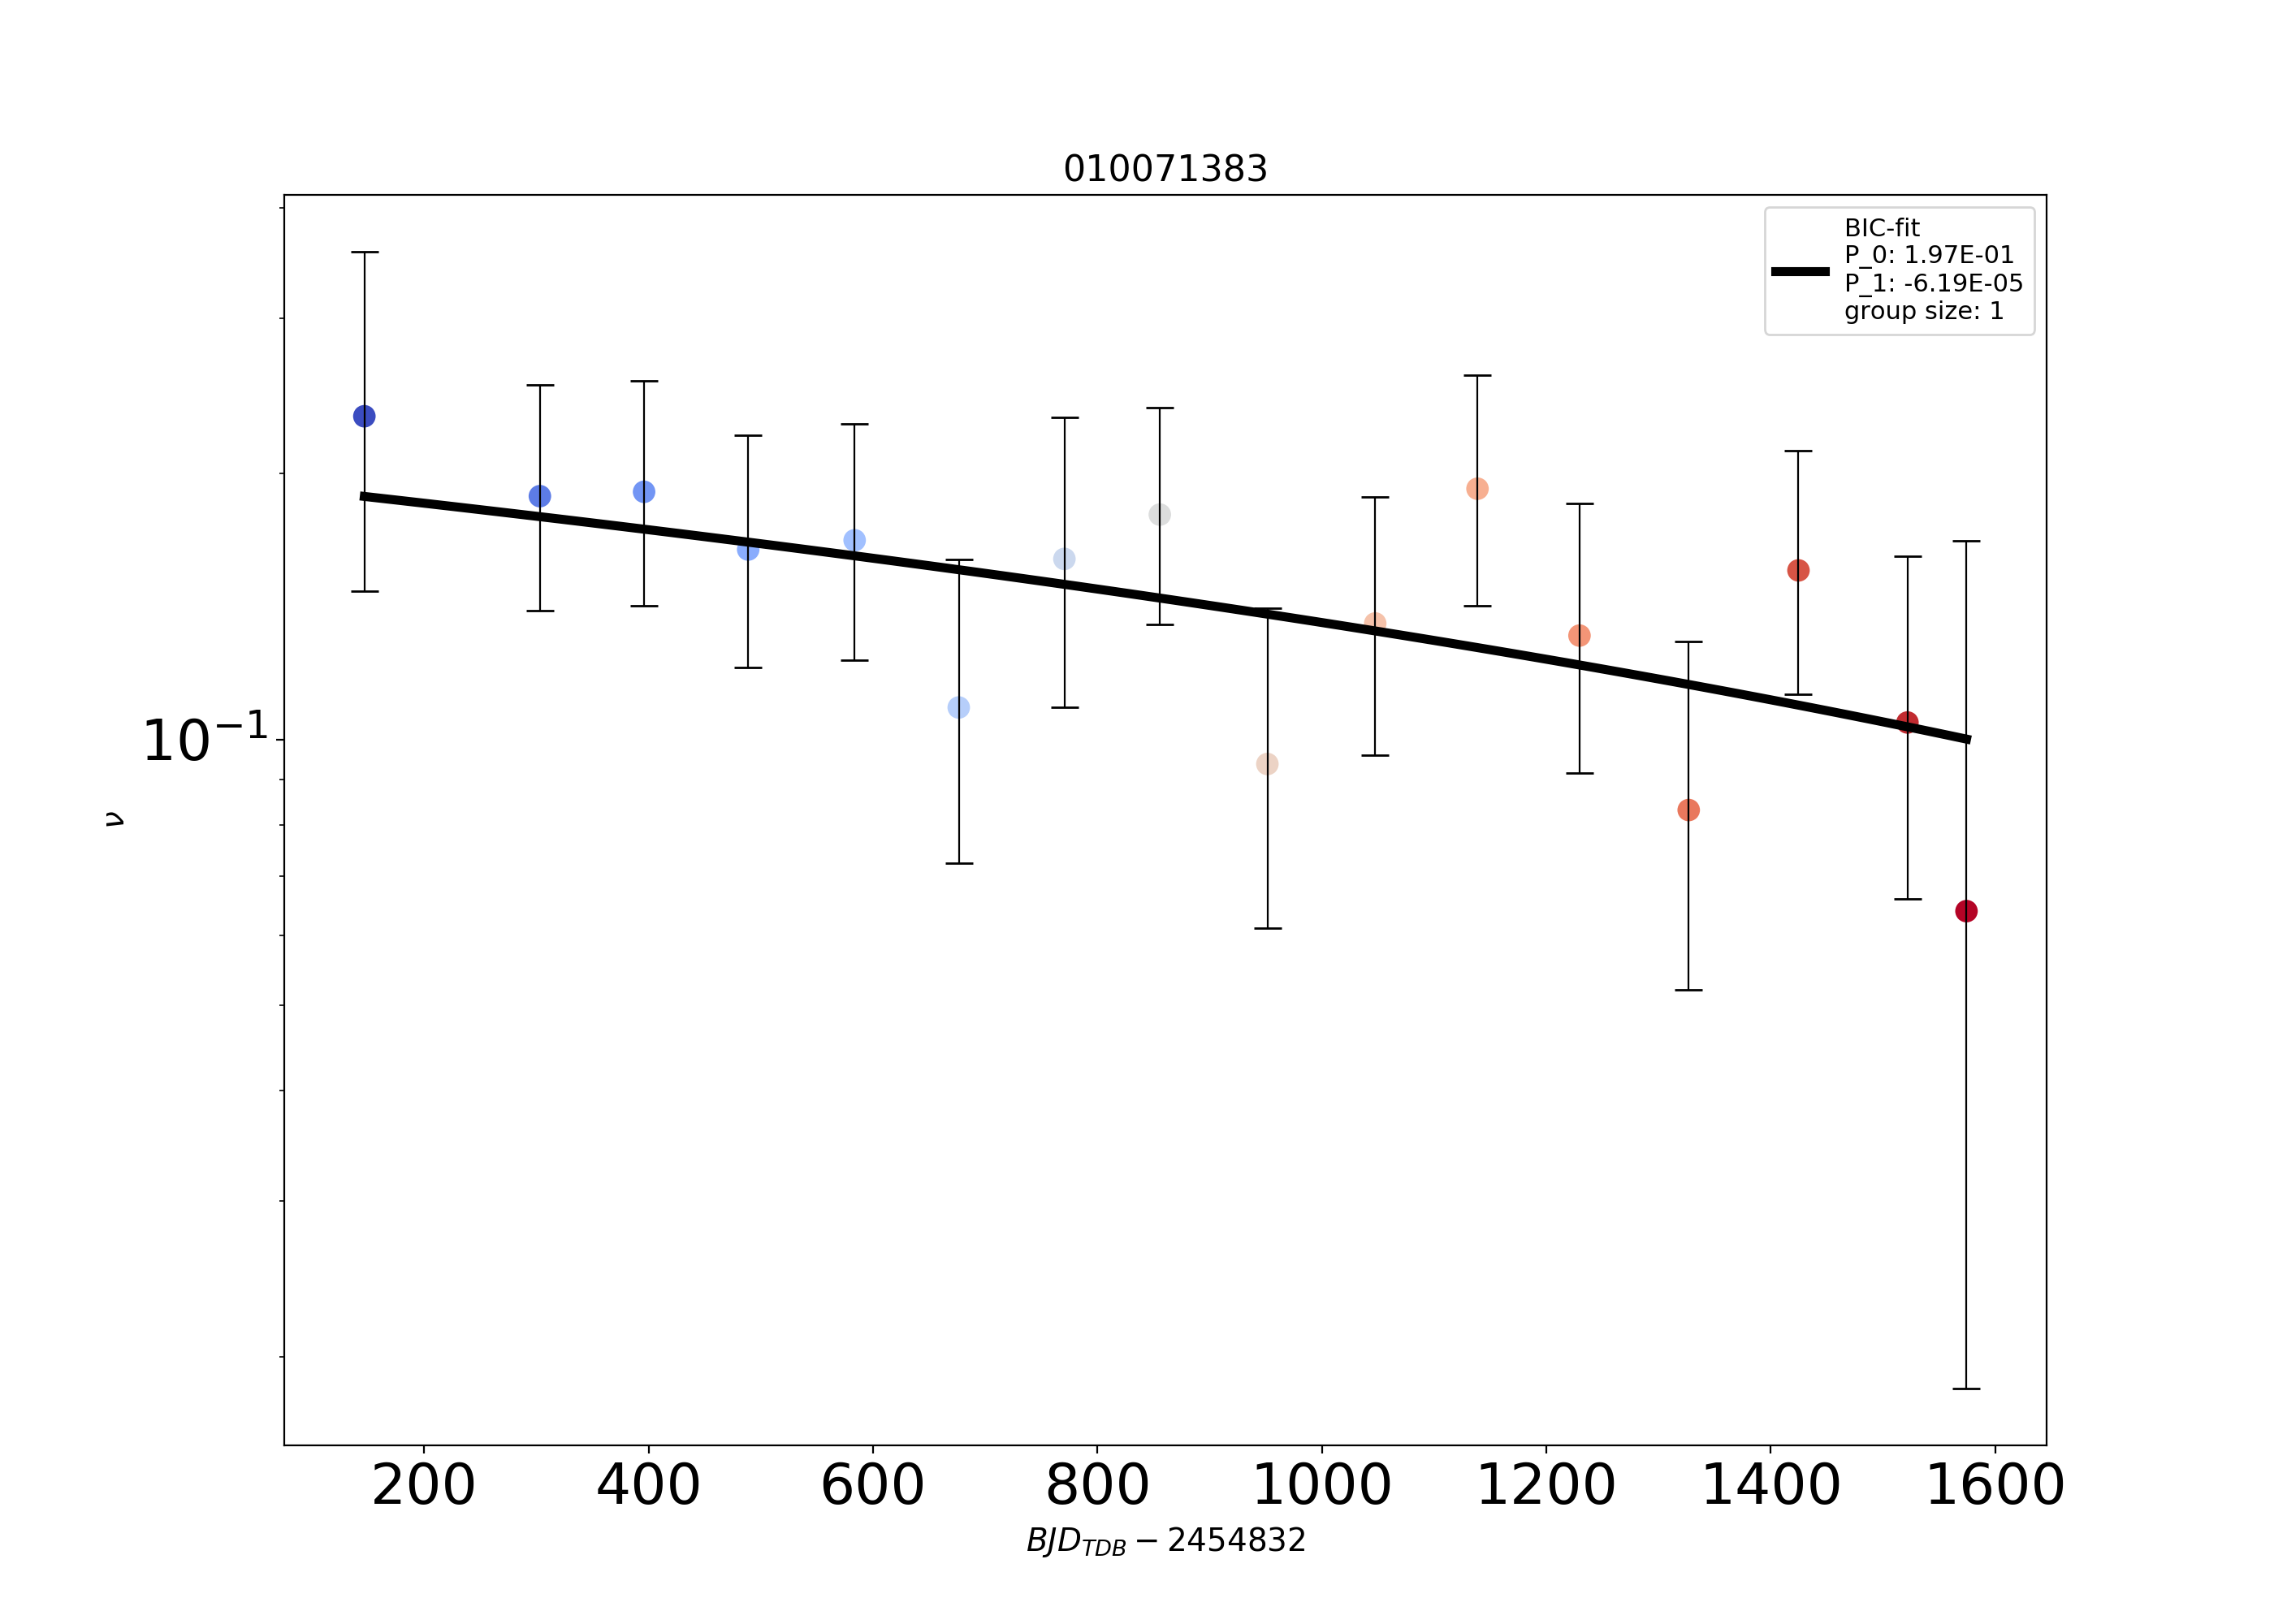 010071383
BIC-fit
P_0: 1.97E-01
P_1: -6.19E-05
group size: 1
10⁻¹
ν
200 400 600 800 1000 1200 1400 1600
BJD_TDB − 2454832